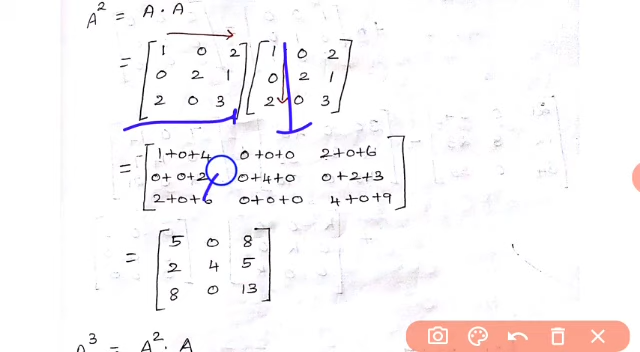 A² = A . A
= [1 0 2 [1 0 2
0 2 1 0 2 1
2 0 3] 2 0 3]
= [1+0+4 0+0+0 2+0+6
0+0+2 0+4+0 0+2+3
2+0+6 0+0+0 4+0+9]
= [5 0 8
2 4 5
8 0 13]
A³ = A² . A